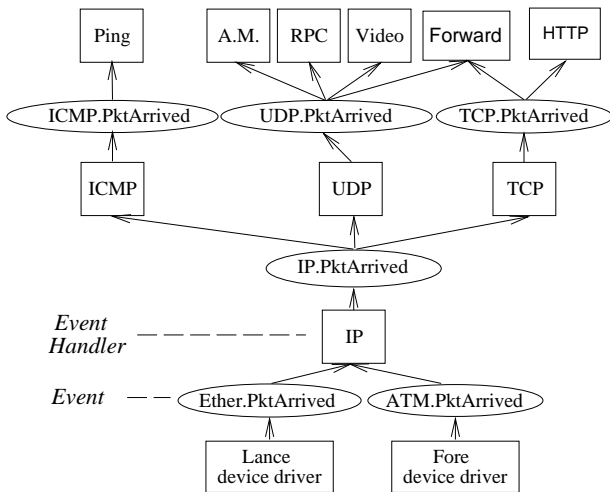 Ping
A.M.
RPC
Video
Forward
HTTP
ICMP.PktArrived
UDP.PktArrived
TCP.PktArrived
ICMP
UDP
TCP
IP.PktArrived
Event
Handler
IP
Event
Ether.PktArrived
ATM.PktArrived
Lance
device driver
Fore
device driver